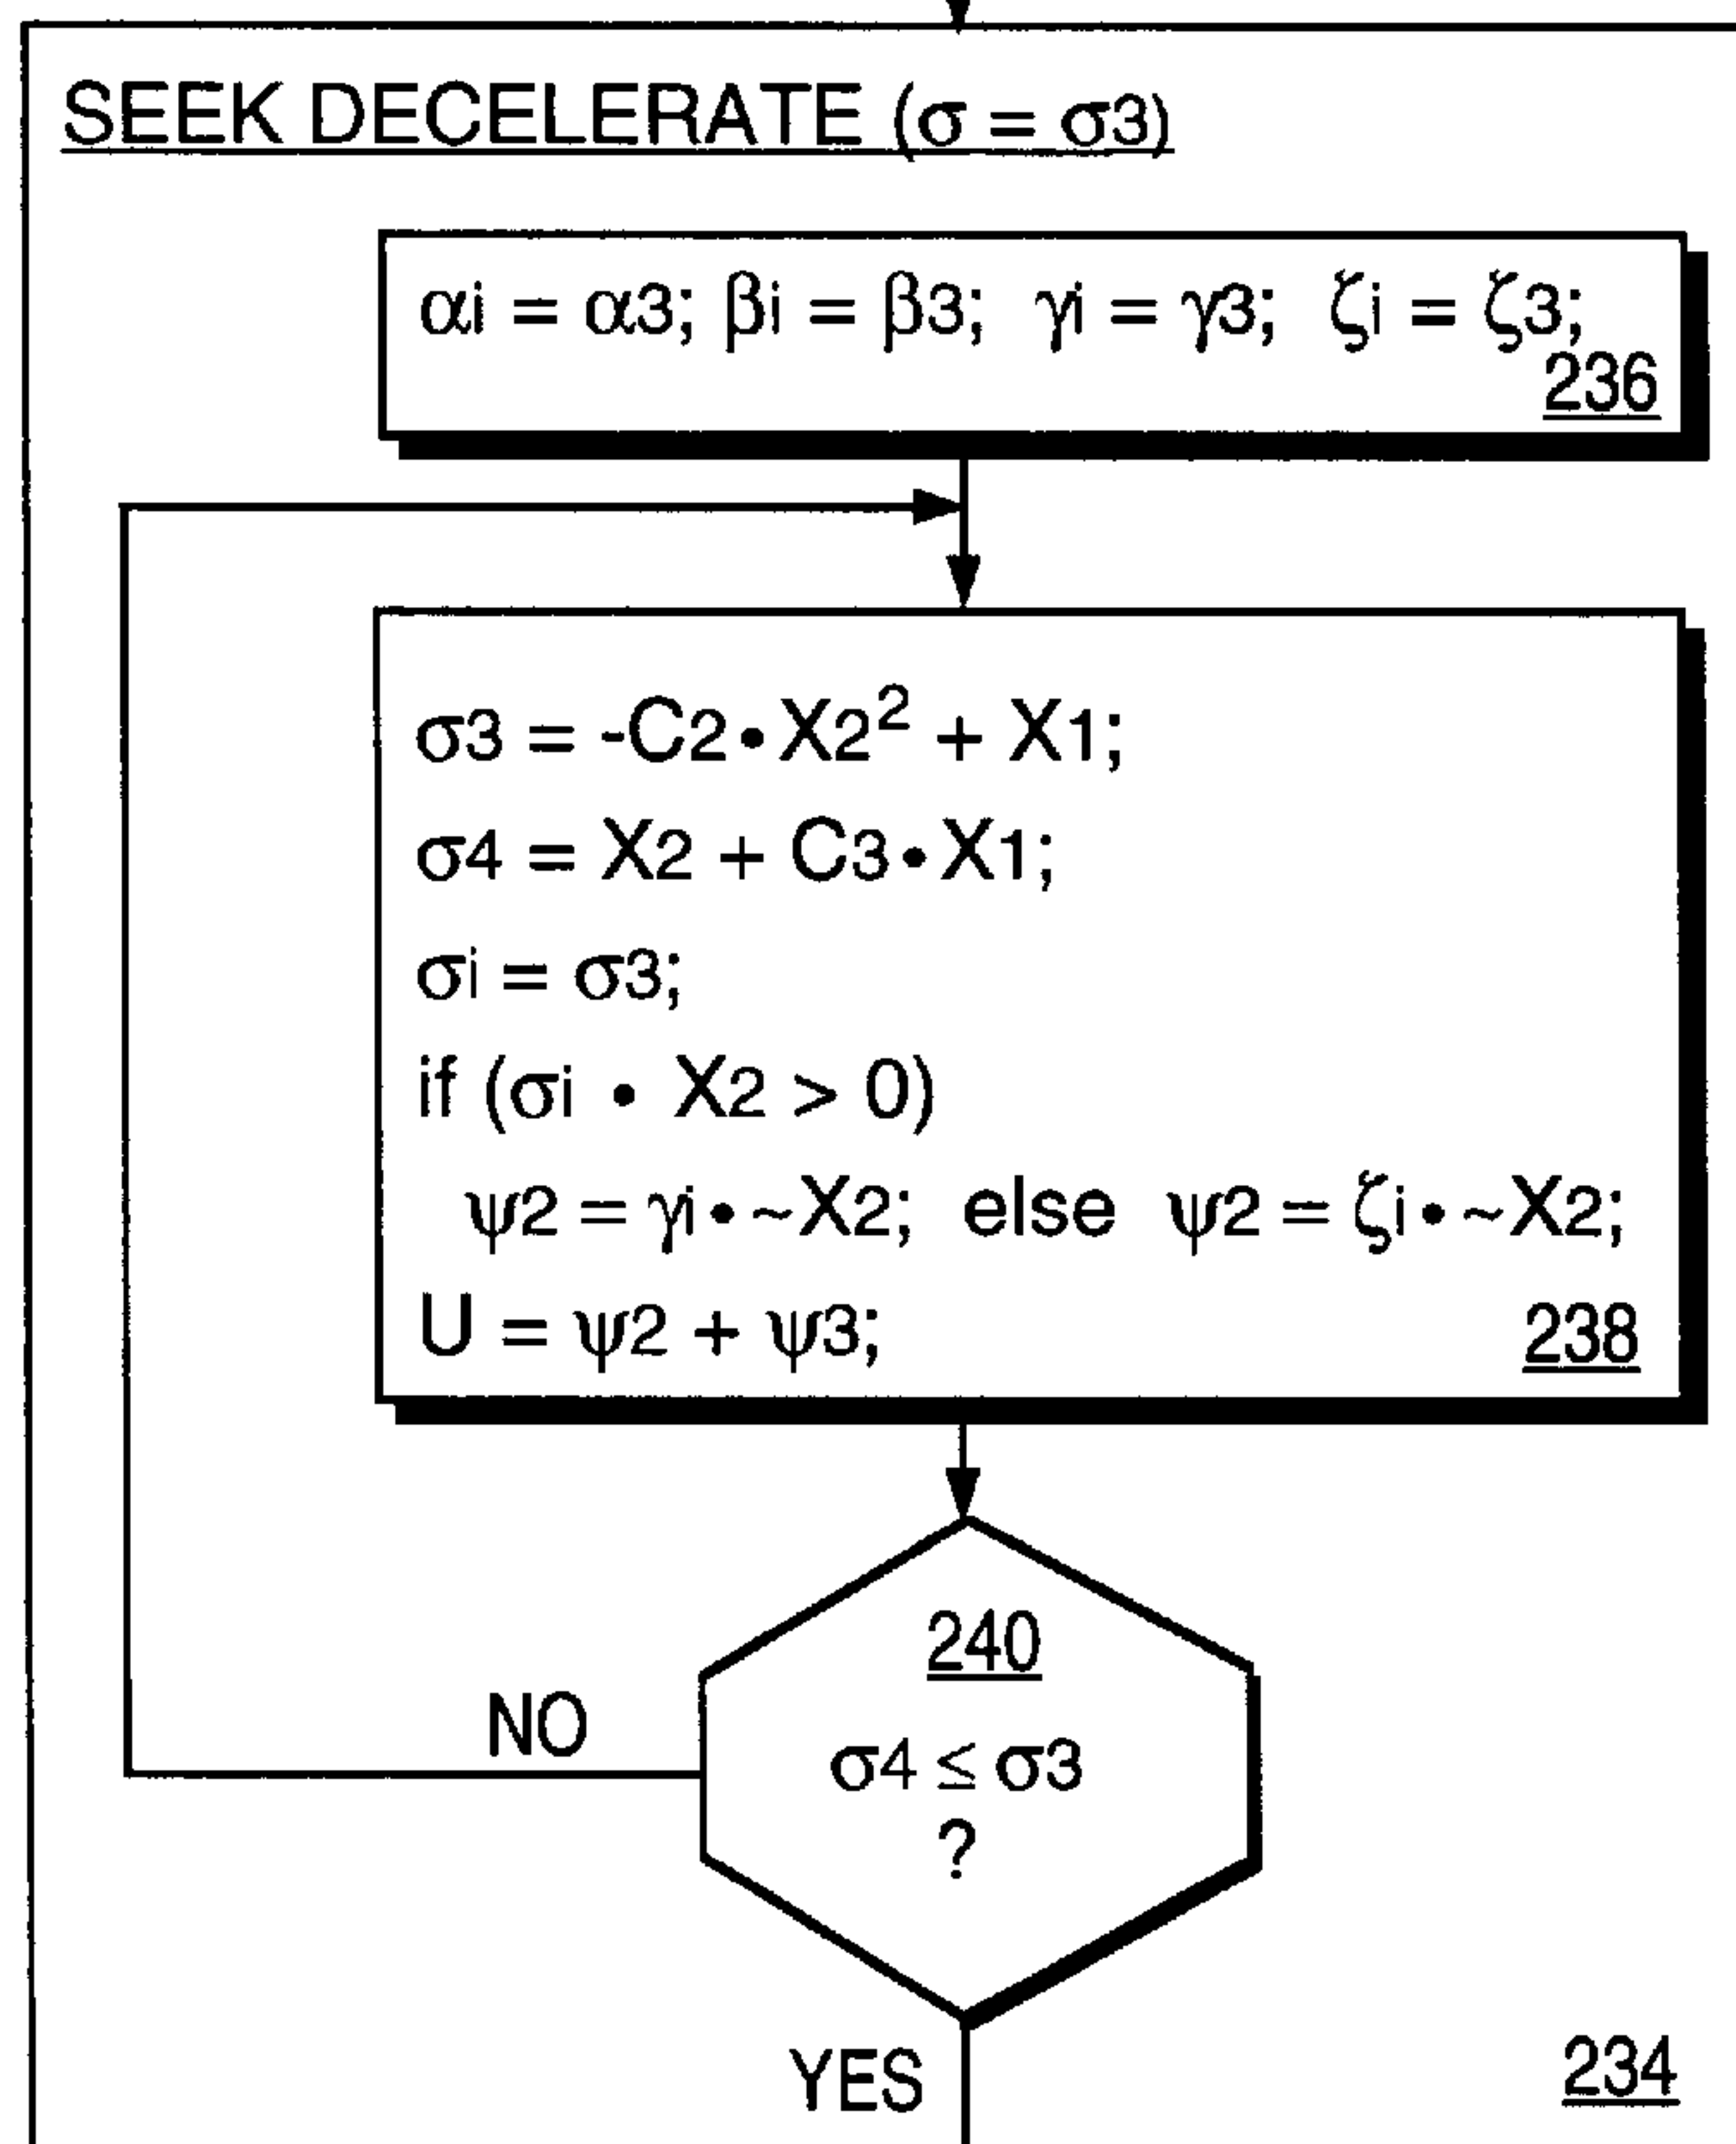 SEEK DECELERATE (σ = σ3)
αi = α3; βi = β3; γi = γ3; ζi = ζ3;
236
σ3 = -C2•X2² + X1;
σ4 = X2 + C3•X1;
σi = σ3;
if (σi • X2 > 0)
ψ2 = γi•~X2; else ψ2 = ζi•~X2;
U = ψ2 + ψ3;
238
240
NO
σ4 ≤ σ3
?
YES
234